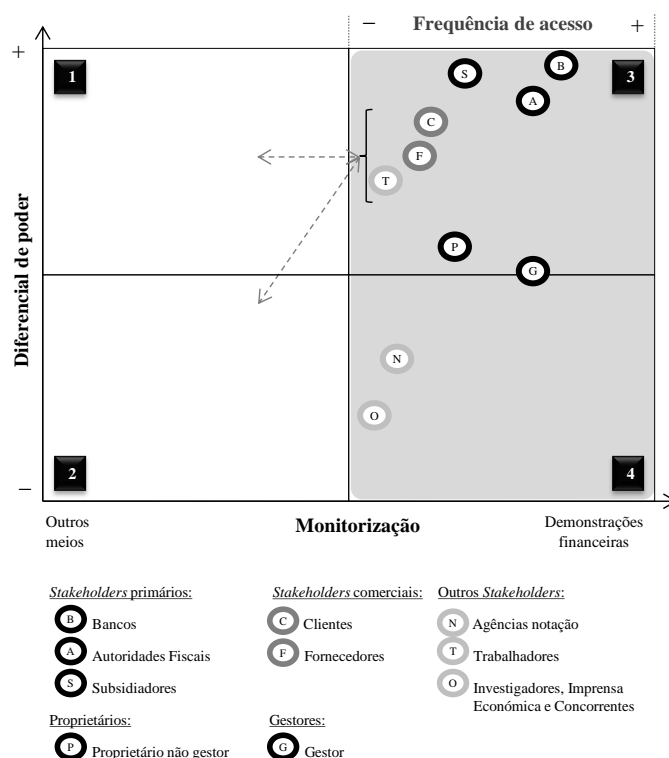 − Frequência de acesso +
+
1
3
S
B
A
C
F
T
P
G
N
O
Diferencial de poder
−
2
4
Outros
meios
Monitorização
Demonstrações
financeiras
Stakeholders primários:
B Bancos
A Autoridades Fiscais
S Subsidiadores
Stakeholders comerciais:
C Clientes
F Fornecedores
Outros Stakeholders:
N Agências notação
T Trabalhadores
O Investigadores, Imprensa
Económica e Concorrentes
Proprietários:
P Proprietário não gestor
Gestores:
G Gestor